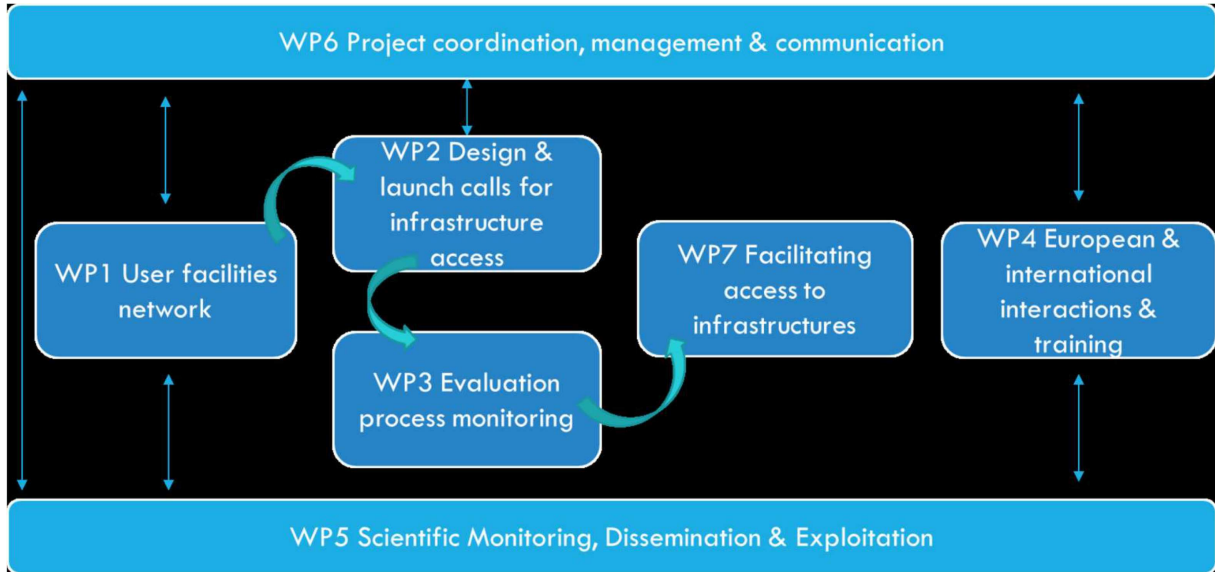 WP6 Project coordination, management & communication
WP2 Design &
launch calls for
infrastructure
access
WP1 User facilities
network
WP7 Facilitating
access to
infrastructures
WP4 European &
international
interactions &
training
WP3 Evaluation
process monitoring
WP5 Scientific Monitoring, Dissemination & Exploitation